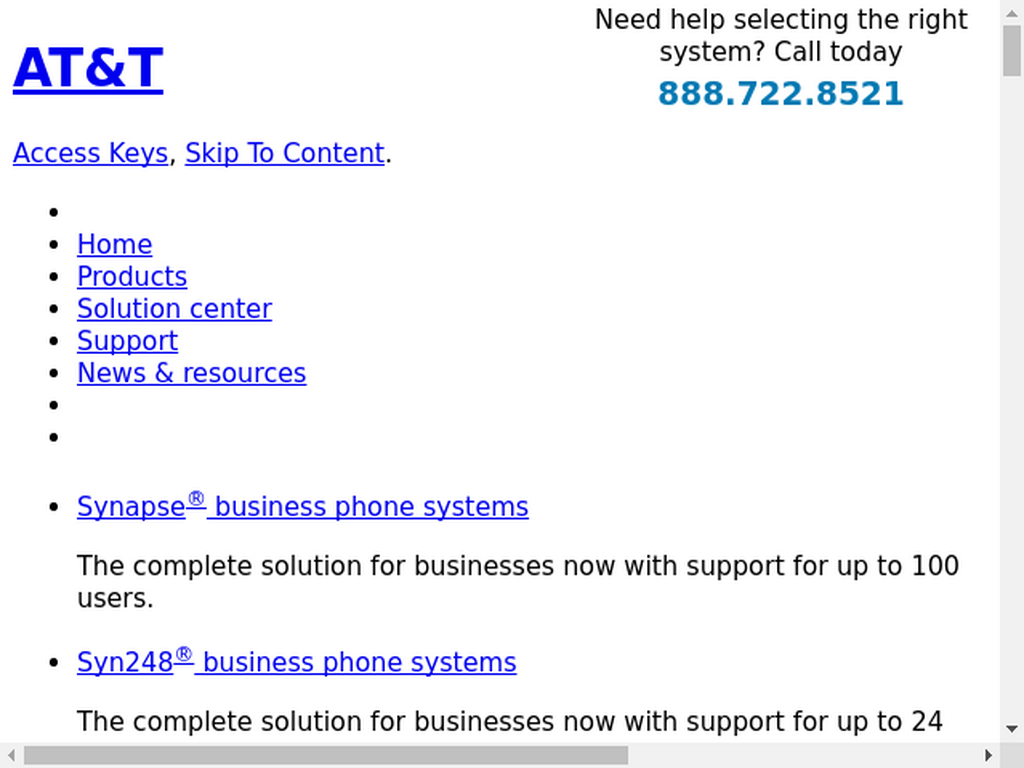 Need help selecting the right
system? Call today
888.722.8521
AT&T
Access Keys, Skip To Content.
Home
Products
Solution center
Support
News & resources
Synapse® business phone systems
The complete solution for businesses now with support for up to 100
users.
Syn248® business phone systems
The complete solution for businesses now with support for up to 24